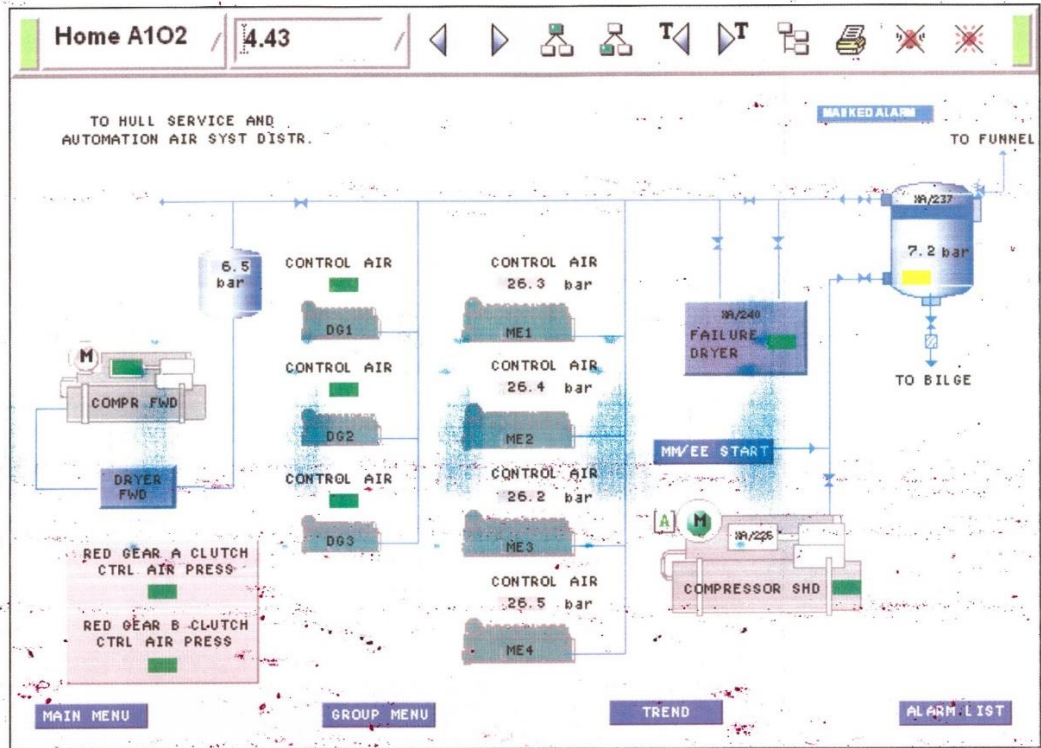 Home A1O2
4.43
T
T
TO HULL SERVICE AND
AUTOMATION AIR SYST DISTR.
MASKED ALARM
TO FUNNEL
XA/237
7.2 bar
6.5
bar
CONTROL AIR
DG1
CONTROL AIR
26.3 bar
ME1
XA/240
FAILURE
DRYER
TO BILGE
M
COMPR FWD
CONTROL AIR
DG2
CONTROL AIR
26.4 bar
ME2
MM/EE START
DRYER
FWD
CONTROL AIR
DG3
CONTROL AIR
26.2 bar
ME3
A
M
XA/226
COMPRESSOR SHD
RED GEAR A CLUTCH
CTRL AIR PRESS
CONTROL AIR
26.5 bar
ME4
RED GEAR B CLUTCH
CTRL AIR PRESS
MAIN MENU
GROUP MENU
TREND
ALARM LIST